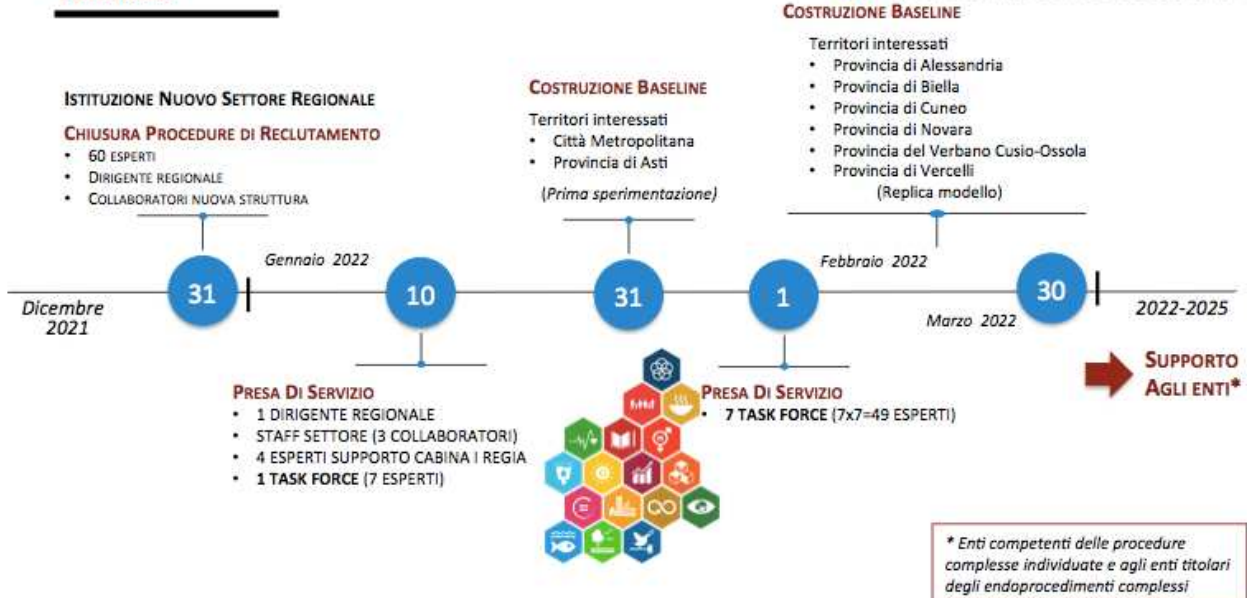 COSTRUZIONE BASELINE
Territori interessati
• Provincia di Alessandria
• Provincia di Biella
• Provincia di Cuneo
• Provincia di Novara
• Provincia del Verbano Cusio-Ossola
• Provincia di Vercelli
(Replica modello)
COSTRUZIONE BASELINE
Territori interessati
• Città Metropolitana
• Provincia di Asti
(Prima sperimentazione)
ISTITUZIONE NUOVO SETTORE REGIONALE
CHIUSURA PROCEDURE DI RECLUTAMENTO
• 60 ESPERTI
• DIRIGENTE REGIONALE
• COLLABORATORI NUOVA STRUTTURA
Dicembre
2021
31
Gennaio 2022
10
31
1
Febbraio 2022
Marzo 2022
30
2022-2025
PRESA DI SERVIZIO
• 1 DIRIGENTE REGIONALE
• STAFF SETTORE (3 COLLABORATORI)
• 4 ESPERTI SUPPORTO CABINA I REGIA
• 1 TASK FORCE (7 ESPERTI)
PRESA DI SERVIZIO
• 7 TASK FORCE (7x7=49 ESPERTI)
SUPPORTO
AGLI ENTI*
* Enti competenti delle procedure
complesse individuate e agli enti titolari
degli endoprocedimenti complessi